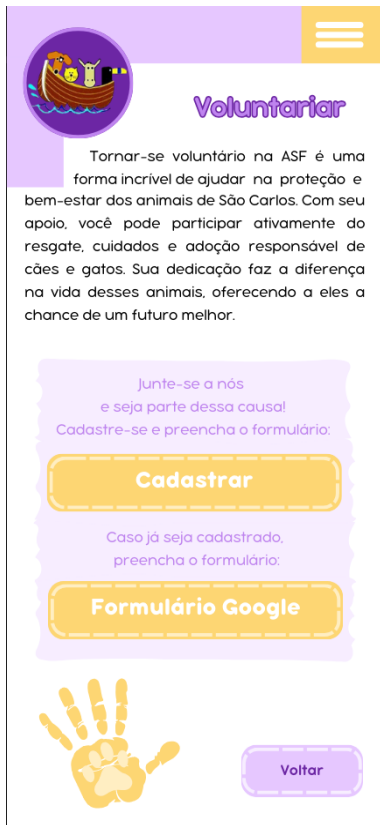 Voluntariar
Tornar-se voluntário na ASF é uma
forma incrível de ajudar na proteção e
bem-estar dos animais de São Carlos. Com seu
apoio, você pode participar ativamente do
resgate, cuidados e adoção responsável de
cães e gatos. Sua dedicação faz a diferença
na vida desses animais, oferecendo a eles a
chance de um futuro melhor.
Junte-se a nós
e seja parte dessa causa!
Cadastre-se e preencha o formulário:
Cadastrar
Caso já seja cadastrado,
preencha o formulário:
Formulário Google
Voltar